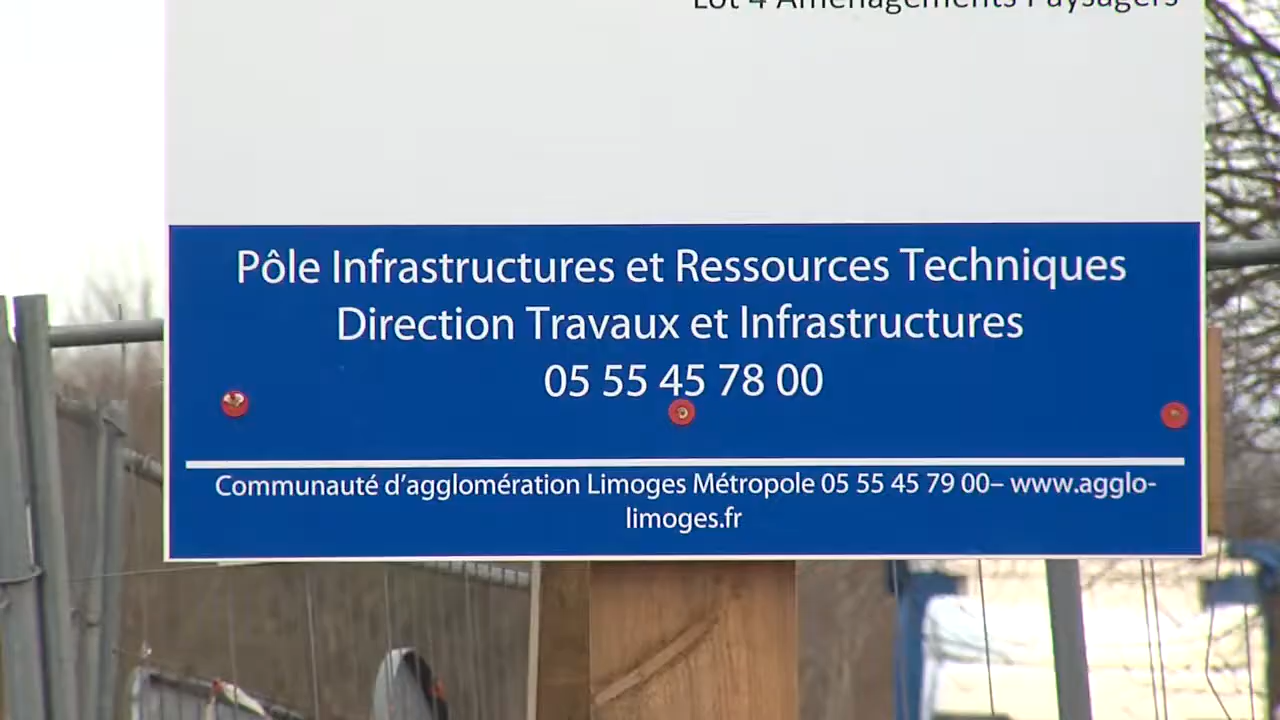 Lot 4 Aménagements Paysagers
Pôle Infrastructures et Ressources Techniques
Direction Travaux et Infrastructures
05 55 45 78 00
Communauté d'agglomération Limoges Métropole 05 55 45 79 00– www.agglo-
limoges.fr